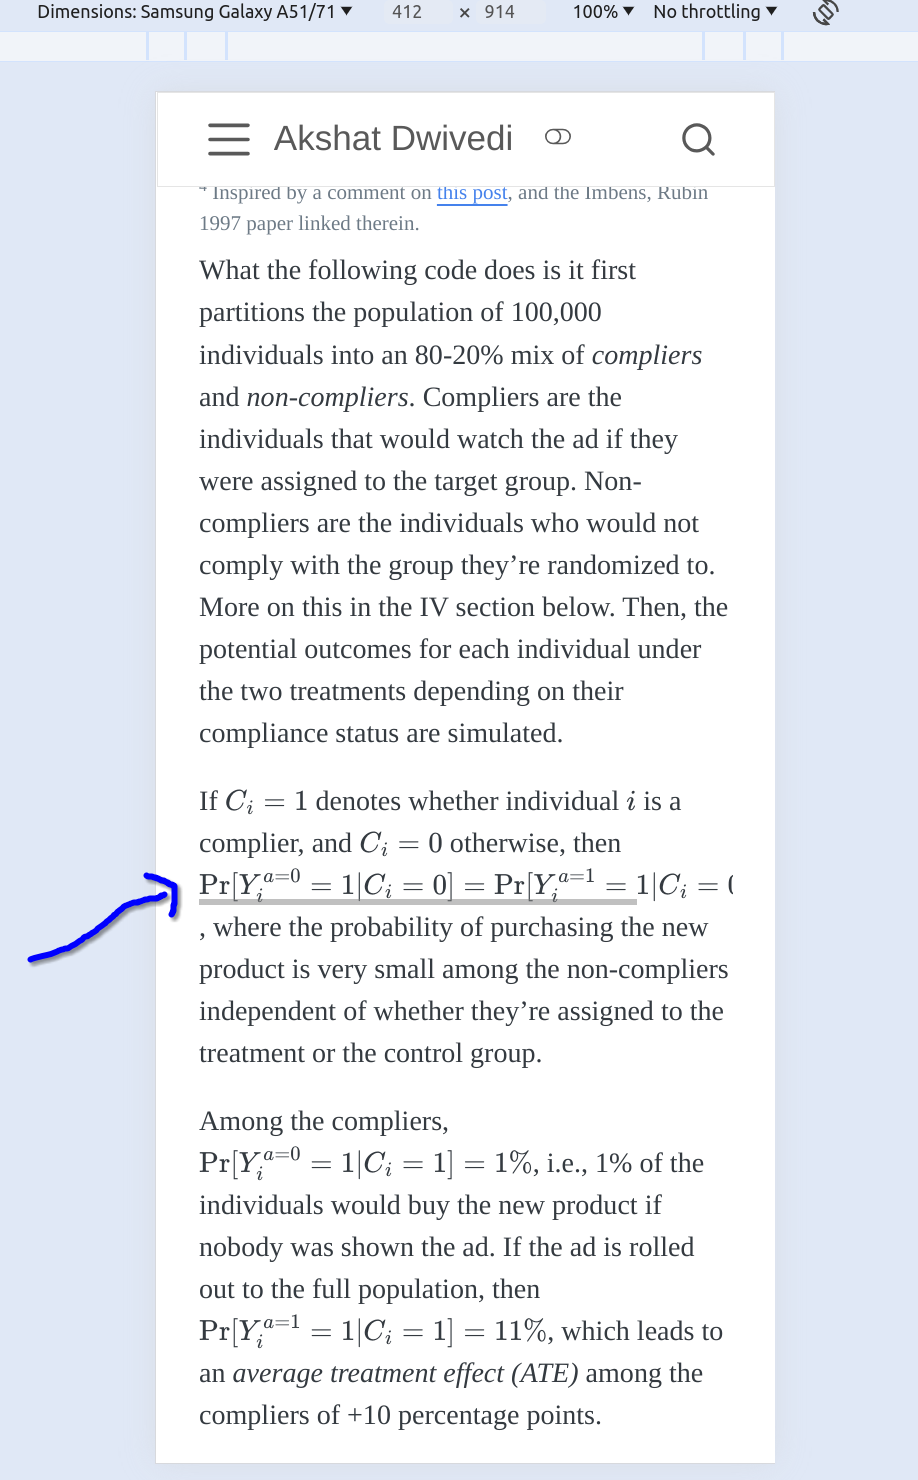 Dimensions: Samsung Galaxy A51/71 ▼ 412 × 914 100% ▼ No throttling ▼
Akshat Dwivedi
⁴ Inspired by a comment on this post, and the Imbens, Rubin
1997 paper linked therein.
What the following code does is it first
partitions the population of 100,000
individuals into an 80-20% mix of compliers
and non-compliers. Compliers are the
individuals that would watch the ad if they
were assigned to the target group. Non-
compliers are the individuals who would not
comply with the group they’re randomized to.
More on this in the IV section below. Then, the
potential outcomes for each individual under
the two treatments depending on their
compliance status are simulated.
If Cᵢ = 1 denotes whether individual i is a
complier, and Cᵢ = 0 otherwise, then
Pr[Yᵢᵃ⁼⁰ = 1|Cᵢ = 0] = Pr[Yᵢᵃ⁼¹ = 1|Cᵢ =
, where the probability of purchasing the new
product is very small among the non-compliers
independent of whether they’re assigned to the
treatment or the control group.
Among the compliers,
Pr[Yᵢᵃ⁼⁰ = 1|Cᵢ = 1] = 1%, i.e., 1% of the
individuals would buy the new product if
nobody was shown the ad. If the ad is rolled
out to the full population, then
Pr[Yᵢᵃ⁼¹ = 1|Cᵢ = 1] = 11%, which leads to
an average treatment effect (ATE) among the
compliers of +10 percentage points.